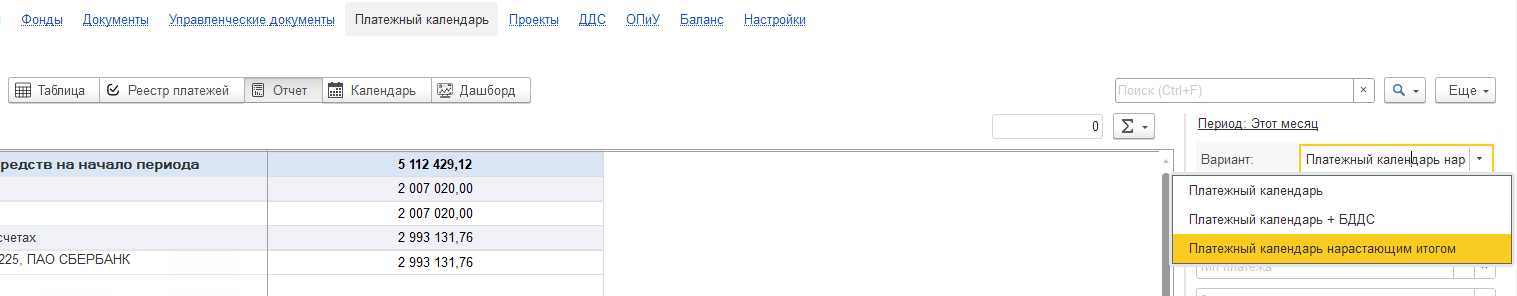 Фонды Документы Управленческие документы Платежный календарь Проекты ДДС ОПиУ Баланс Настройки
Таблица Реестр платежей Отчет Календарь Дашборд Поиск (Ctrl+F) × Еще
0 Σ Период: Этот месяц
редств на начало периода 5 112 429,12 Вариант: Платежный календарь нар
2 007 020,00 Платежный календарь
2 007 020,00 Платежный календарь + БДДС
счетах 2 993 131,76 Платежный календарь нарастающим итогом
225, ПАО СБЕРБАНК 2 993 131,76